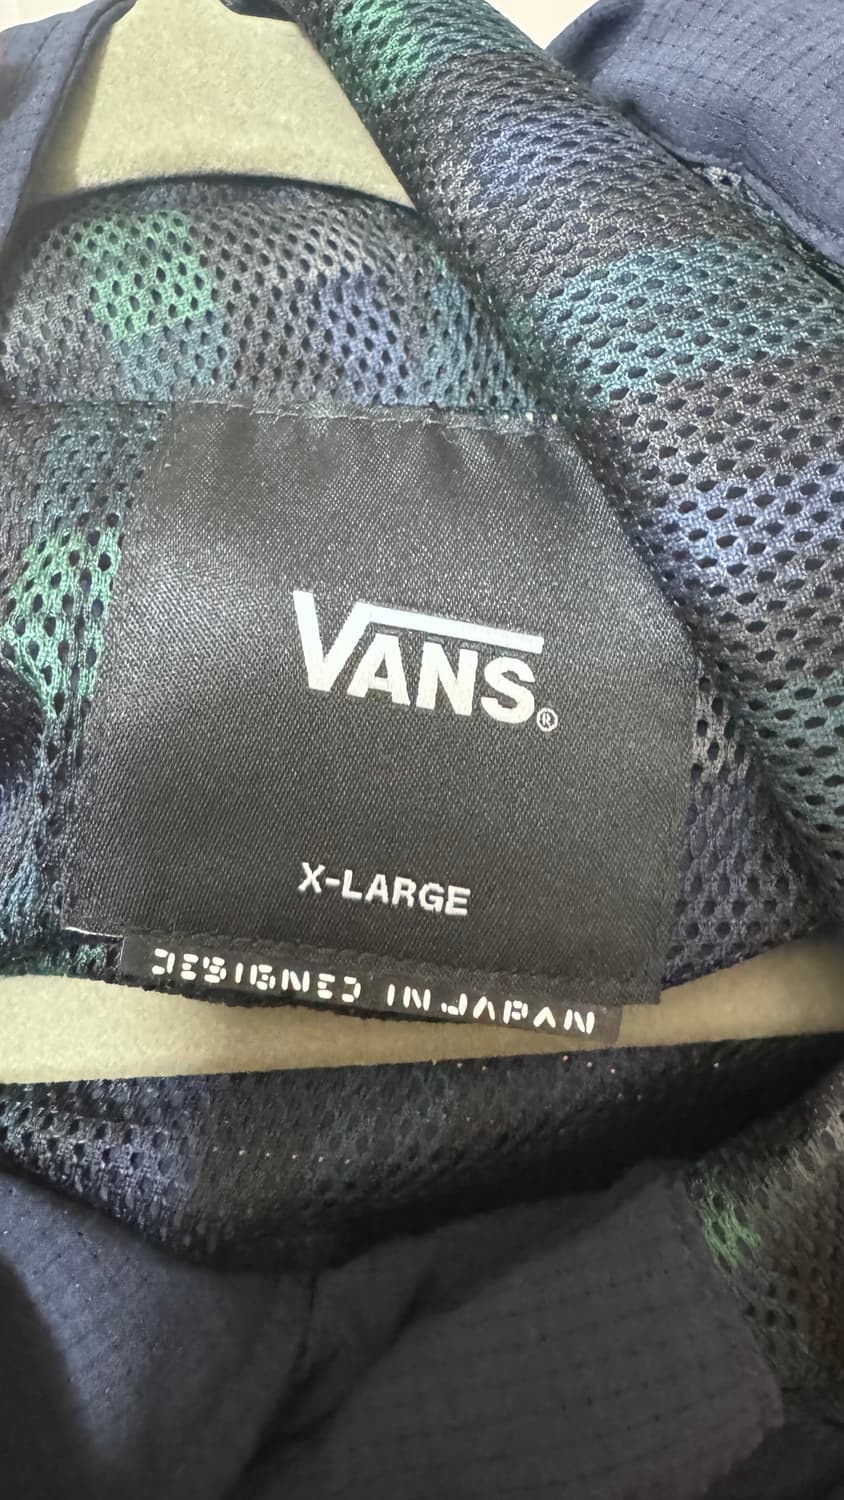 VANS®
X-LARGE
DESIGNED IN JAPAN